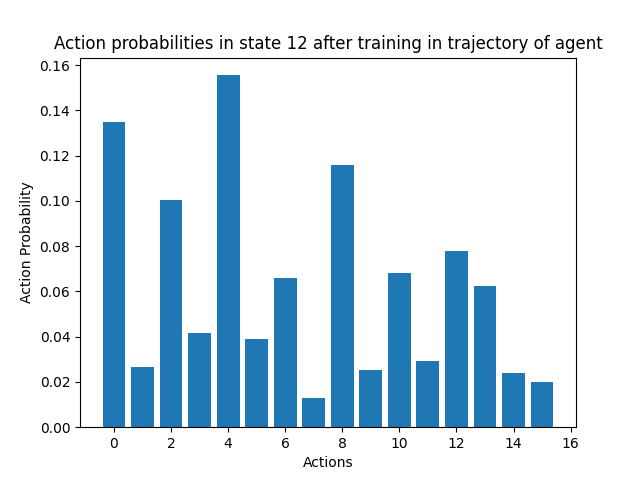 Action probabilities in state 12 after training in trajectory of agent
0.16
0.14
0.12
0.10
0.08
0.06
0.04
0.02
0.00
Action Probability
0 2 4 6 8 10 12 14 16
Actions